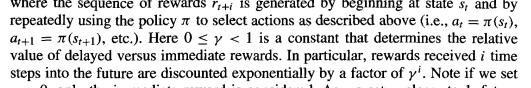 where the sequence of rewards r_{t+i} is generated by beginning at state s_t and by
repeatedly using the policy π to select actions as described above (i.e., a_t = π(s_t),
a_{t+1} = π(s_{t+1}), etc.). Here 0 ≤ γ < 1 is a constant that determines the relative
value of delayed versus immediate rewards. In particular, rewards received i time
steps into the future are discounted exponentially by a factor of γ^i. Note if we set